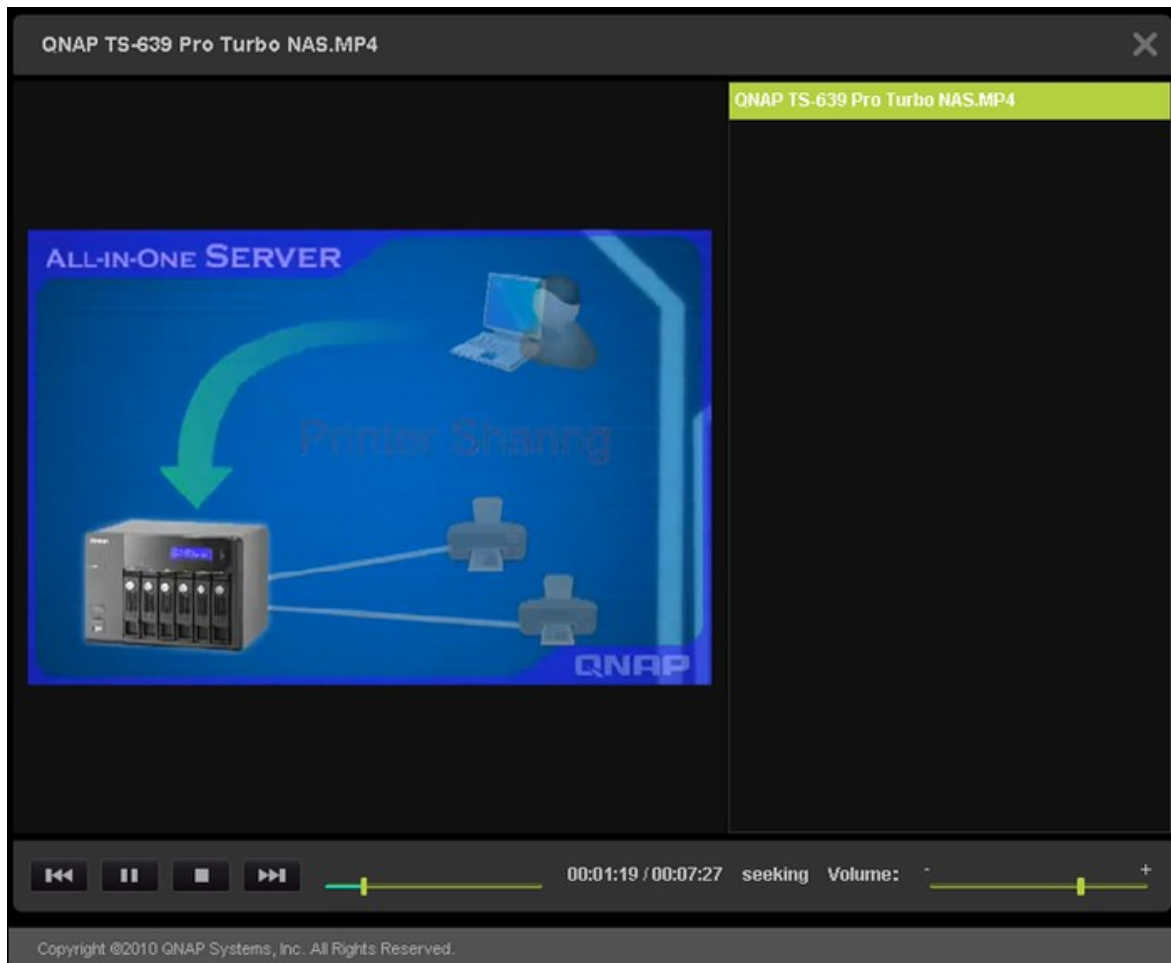 QNAP TS-639 Pro Turbo NAS.MP4
QNAP TS-639 Pro Turbo NAS.MP4
ALL-IN-ONE SERVER
Printer Sharing
QNAP
00:01:19 / 00:07:27 seeking Volume: - +
Copyright ©2010 QNAP Systems, Inc. All Rights Reserved.